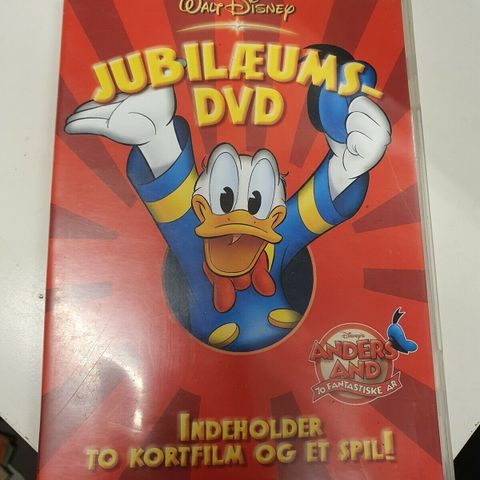 WALT DISNEY
JUBILÆUMS-
DVD
DISNEY'S
ANDERS
AND
70 FANTASTISKE ÅR
INDEHOLDER
TO KORTFILM OG ET SPIL!